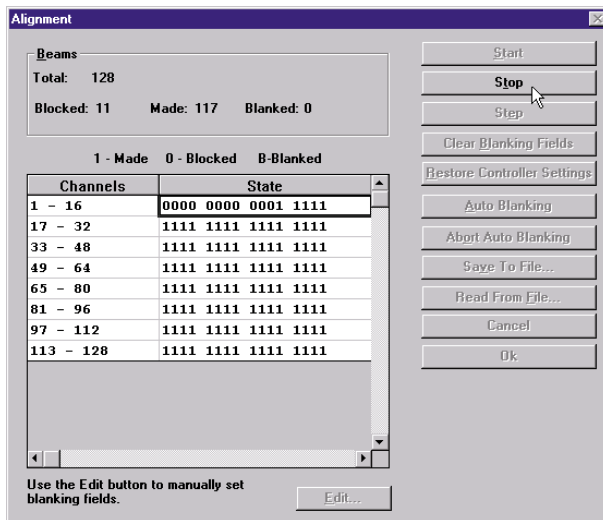 Alignment
Beams
Total: 128
Blocked: 11 Made: 117 Blanked: 0
1 - Made 0 - Blocked B-Blanked
Channels State
1 - 16 0000 0000 0001 1111
17 - 32 1111 1111 1111 1111
33 - 48 1111 1111 1111 1111
49 - 64 1111 1111 1111 1111
65 - 80 1111 1111 1111 1111
81 - 96 1111 1111 1111 1111
97 - 112 1111 1111 1111 1111
113 - 128 1111 1111 1111 1111
Use the Edit button to manually set
blanking fields.
Edit...
Start
Stop
Step
Clear Blanking Fields
Restore Controller Settings
Auto Blanking
Abort Auto Blanking
Save To File...
Read From File...
Cancel
Ok